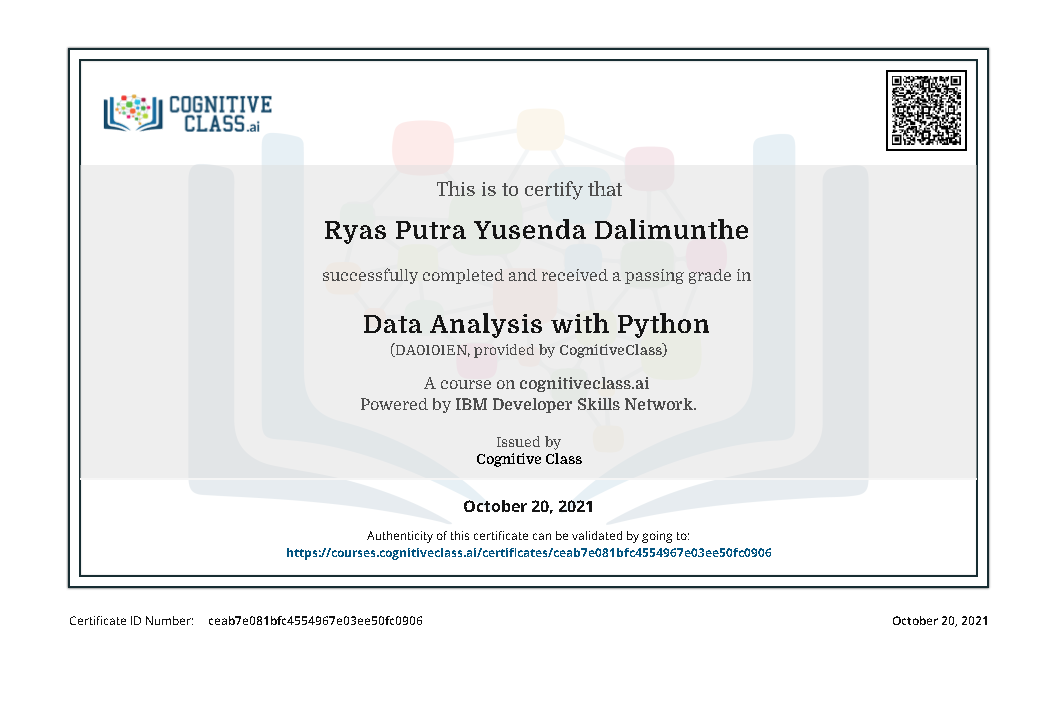 COGNITIVE
CLASS.ai
This is to certify that
Ryas Putra Yusenda Dalimunthe
successfully completed and received a passing grade in
Data Analysis with Python
(DA0101EN, provided by CognitiveClass)
A course on cognitiveclass.ai
Powered by IBM Developer Skills Network.
Issued by
Cognitive Class
October 20, 2021
Authenticity of this certificate can be validated by going to:
https://courses.cognitiveclass.ai/certificates/ceab7e081bfc4554967e03ee50fc0906
Certificate ID Number: ceab7e081bfc4554967e03ee50fc0906
October 20, 2021